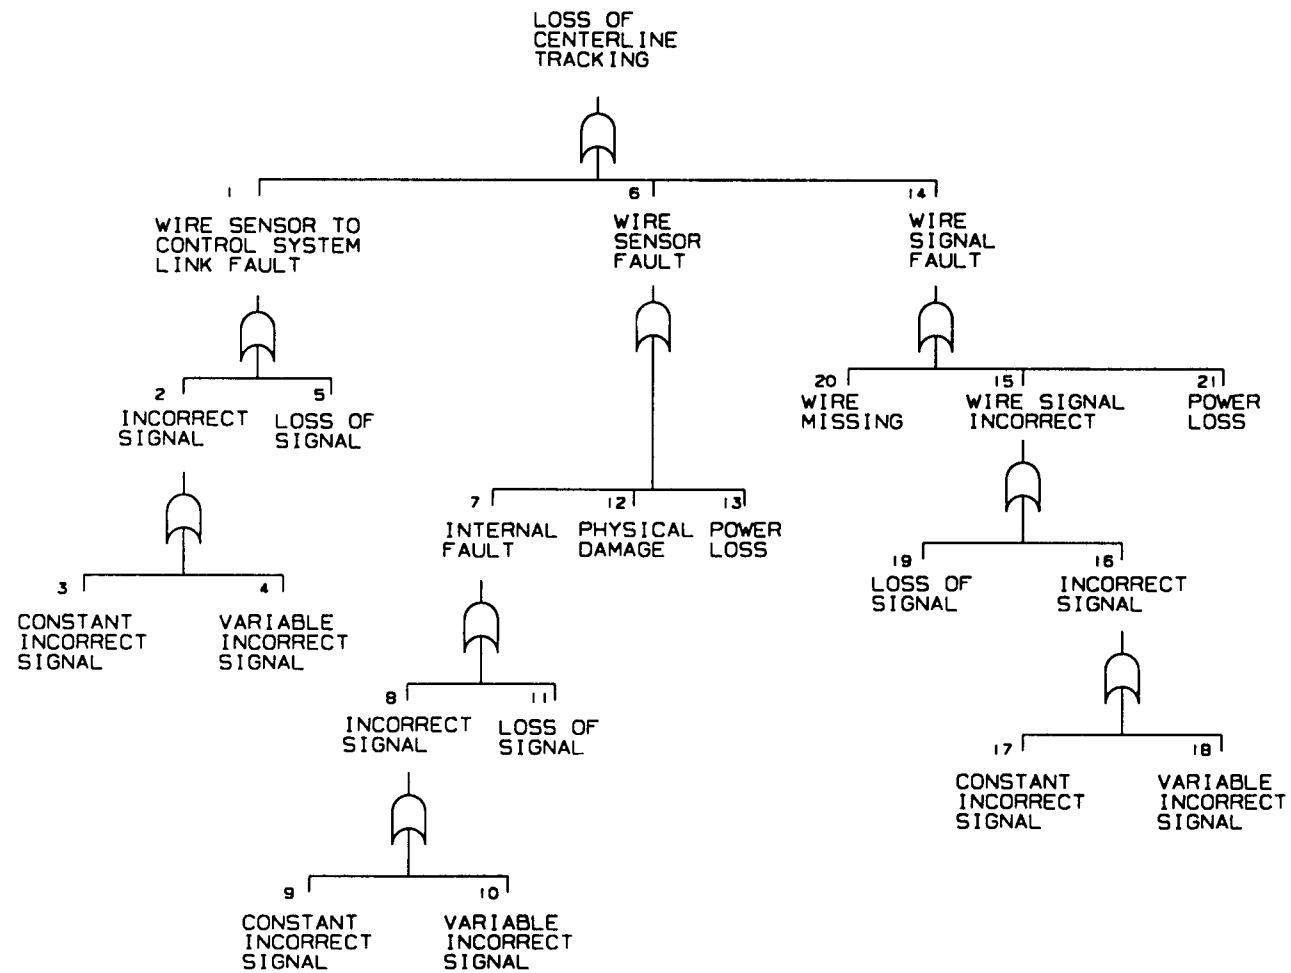 LOSS OF
CENTERLINE
TRACKING
1
WIRE SENSOR TO
CONTROL SYSTEM
LINK FAULT
6
WIRE
SENSOR
FAULT
14
WIRE
SIGNAL
FAULT
2
INCORRECT
SIGNAL
5
LOSS OF
SIGNAL
20
WIRE
MISSING
15
WIRE SIGNAL
INCORRECT
21
POWER
LOSS
7
INTERNAL
FAULT
12
PHYSICAL
DAMAGE
13
POWER
LOSS
3
CONSTANT
INCORRECT
SIGNAL
4
VARIABLE
INCORRECT
SIGNAL
19
LOSS OF
SIGNAL
16
INCORRECT
SIGNAL
8
INCORRECT
SIGNAL
11
LOSS OF
SIGNAL
17
CONSTANT
INCORRECT
SIGNAL
18
VARIABLE
INCORRECT
SIGNAL
9
CONSTANT
INCORRECT
SIGNAL
10
VARIABLE
INCORRECT
SIGNAL